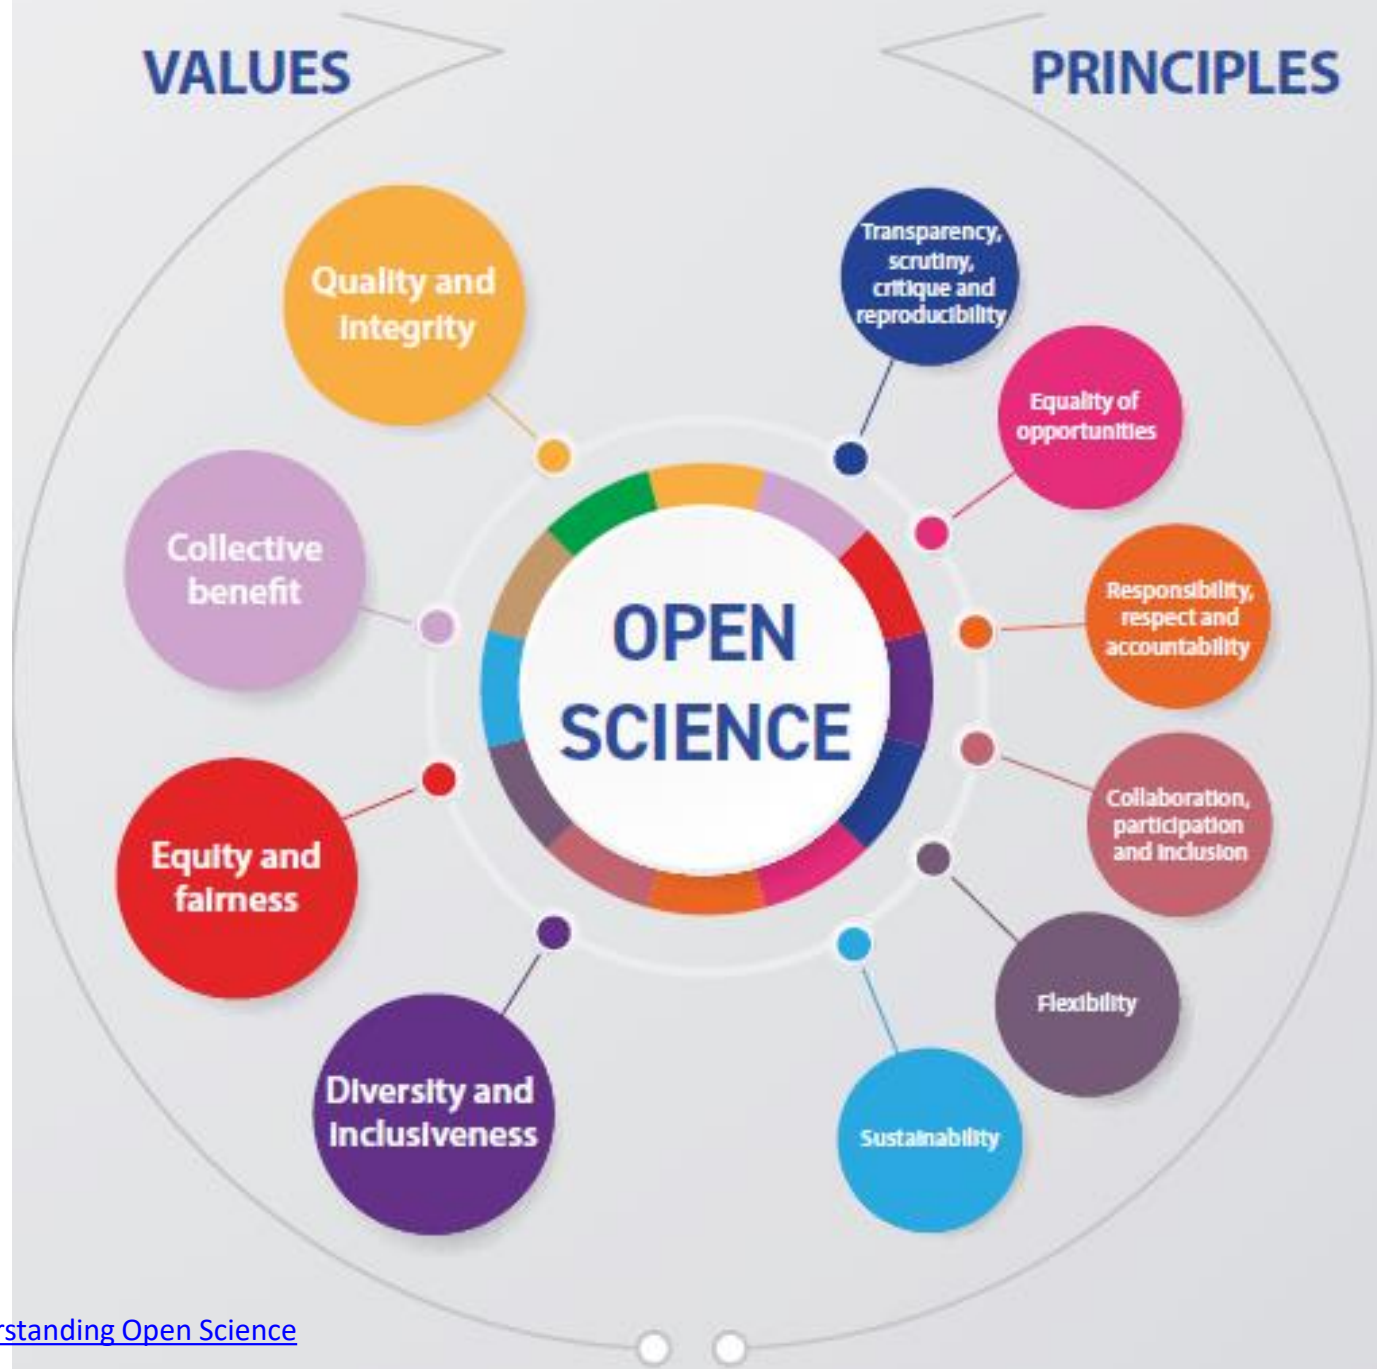 VALUES
PRINCIPLES
Quality and
integrity
Collective
benefit
Equity and
fairness
Diversity and
inclusiveness
OPEN
SCIENCE
Transparency,
scrutiny,
critique and
reproducibility
Equality of
opportunities
Responsibility,
respect and
accountability
Collaboration,
participation
and inclusion
Flexibility
Sustainability
rstanding Open Science